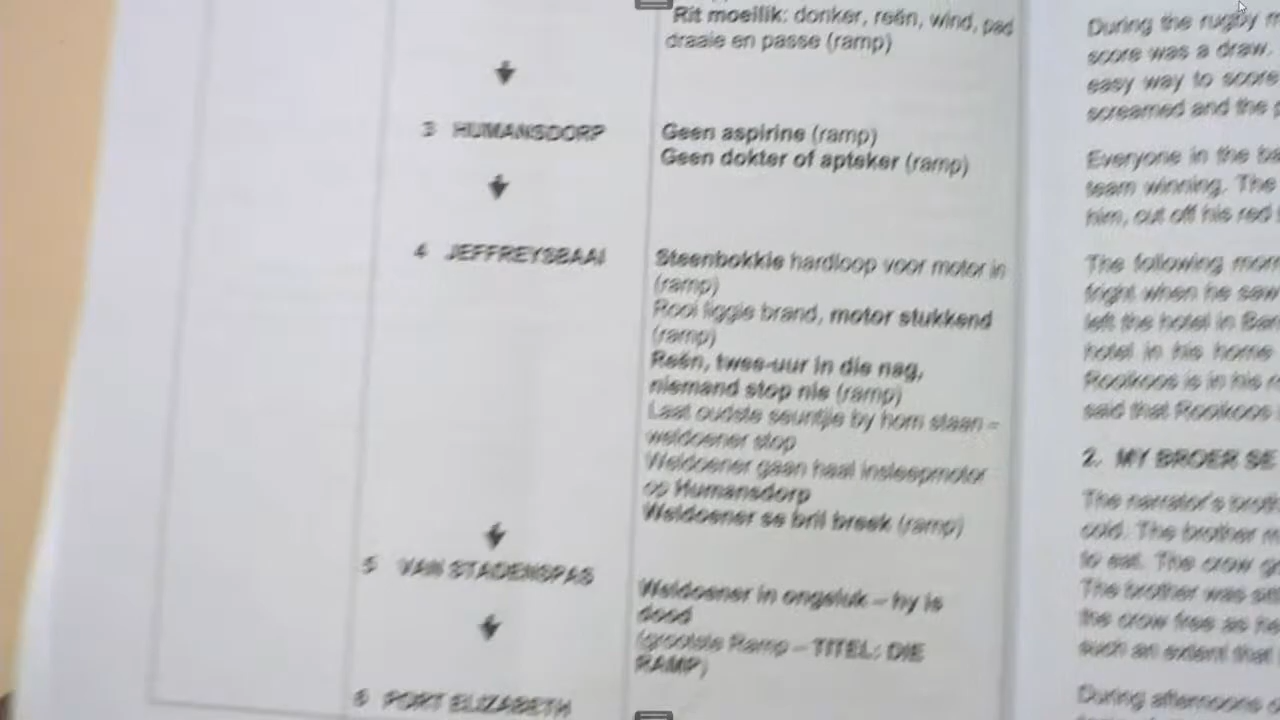 Rit moeilik: donker, reën, wind, pad
draaie en passe (ramp)
3 HUMANSDORP
Geen aspirine (ramp)
Geen dokter of apteker (ramp)
4 JEFFREYSBAAI
Steenbokkie hardloop voor motor in
(ramp)
Rooi liggie brand, motor stukkend
(ramp)
Reën, twee-uur in die nag,
niemand stop nie (ramp)
Laat oudste seuntjie by hom staan –
weldoener stop
Weldoener gaan haal insleepmotor
op Humansdorp
Weldoener se bril breek (ramp)
5 VAN STADENSPAS
Weldoener in ongeluk – hy is
dood
(grootste Ramp – TITEL: DIE
RAMP)
6 PORT ELIZABETH
During the rugby
score was a draw.
easy way to score
screamed and the
Everyone in the
team winning. The
him, cut off his red
The following
fright when he saw
left the hotel in
hotel in his home
Rooikoos is in his
said that Rooikoos
2. MY BROER SE
The narrator's
cold. The brother
to eat. The crow
The brother was
the crow free as
such an extent that
During afternoons